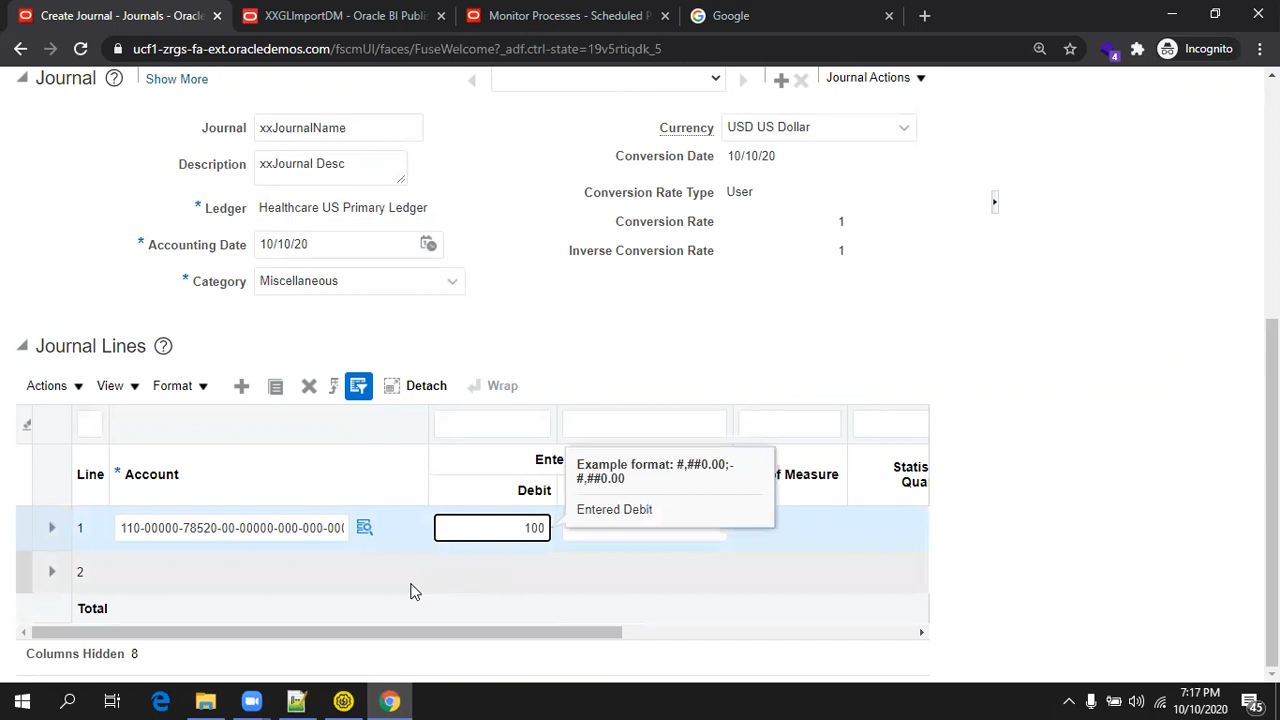 Create Journal - Journals - Oracle
XXGLImportDM - Oracle BI Publis
Monitor Processes - Scheduled P
Google
ucf1-zrgs-fa-ext.oracledemos.com/fscmUI/faces/FuseWelcome?_adf.ctrl-state=19v5rtiqdk_5
4
Incognito
Journal
Show More
Journal Actions
Journal xxJournalName
Currency USD US Dollar
Description xxJournal Desc
Conversion Date 10/10/20
Conversion Rate Type User
* Ledger Healthcare US Primary Ledger
Conversion Rate 1
* Accounting Date 10/10/20
Inverse Conversion Rate 1
* Category Miscellaneous
Journal Lines
Actions View Format Detach Wrap
Line * Account Debit
Example format: #,##0.00;-
#,##0.00
Entered Debit
Measure
Statis
Qua
1 110-00000-78520-00-00000-000-000-000 100
2
Total
Columns Hidden 8
7:17 PM
10/10/2020
45